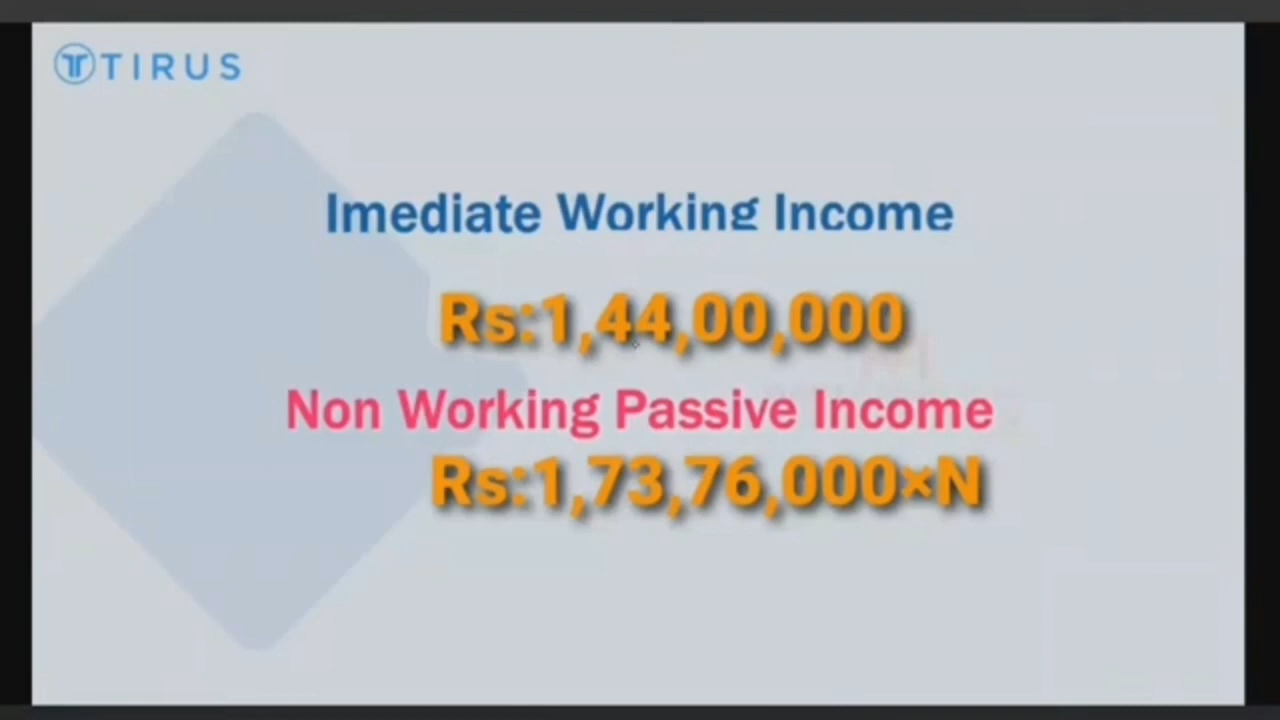 TIRUS
Imediate Working Income
Rs:1,44,00,000
Non Working Passive Income
Rs:1,73,76,000×N